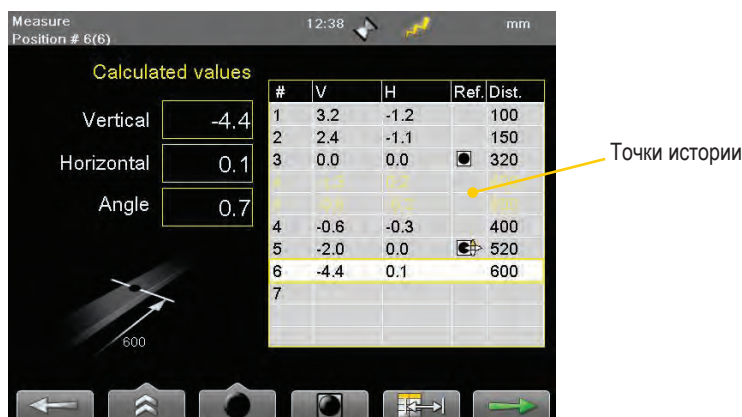 Measure 12:38 mm
Position # 6(6)
Calculated values
Vertical -4.4
Horizontal 0.1
Angle 0.7
600
# V H Ref. Dist.
1 3.2 -1.2 100
2 2.4 -1.1 150
3 0.0 0.0 320
4 -0.6 -0.3 400
5 -2.0 0.0 520
6 -4.4 0.1 600
7
Точки истории